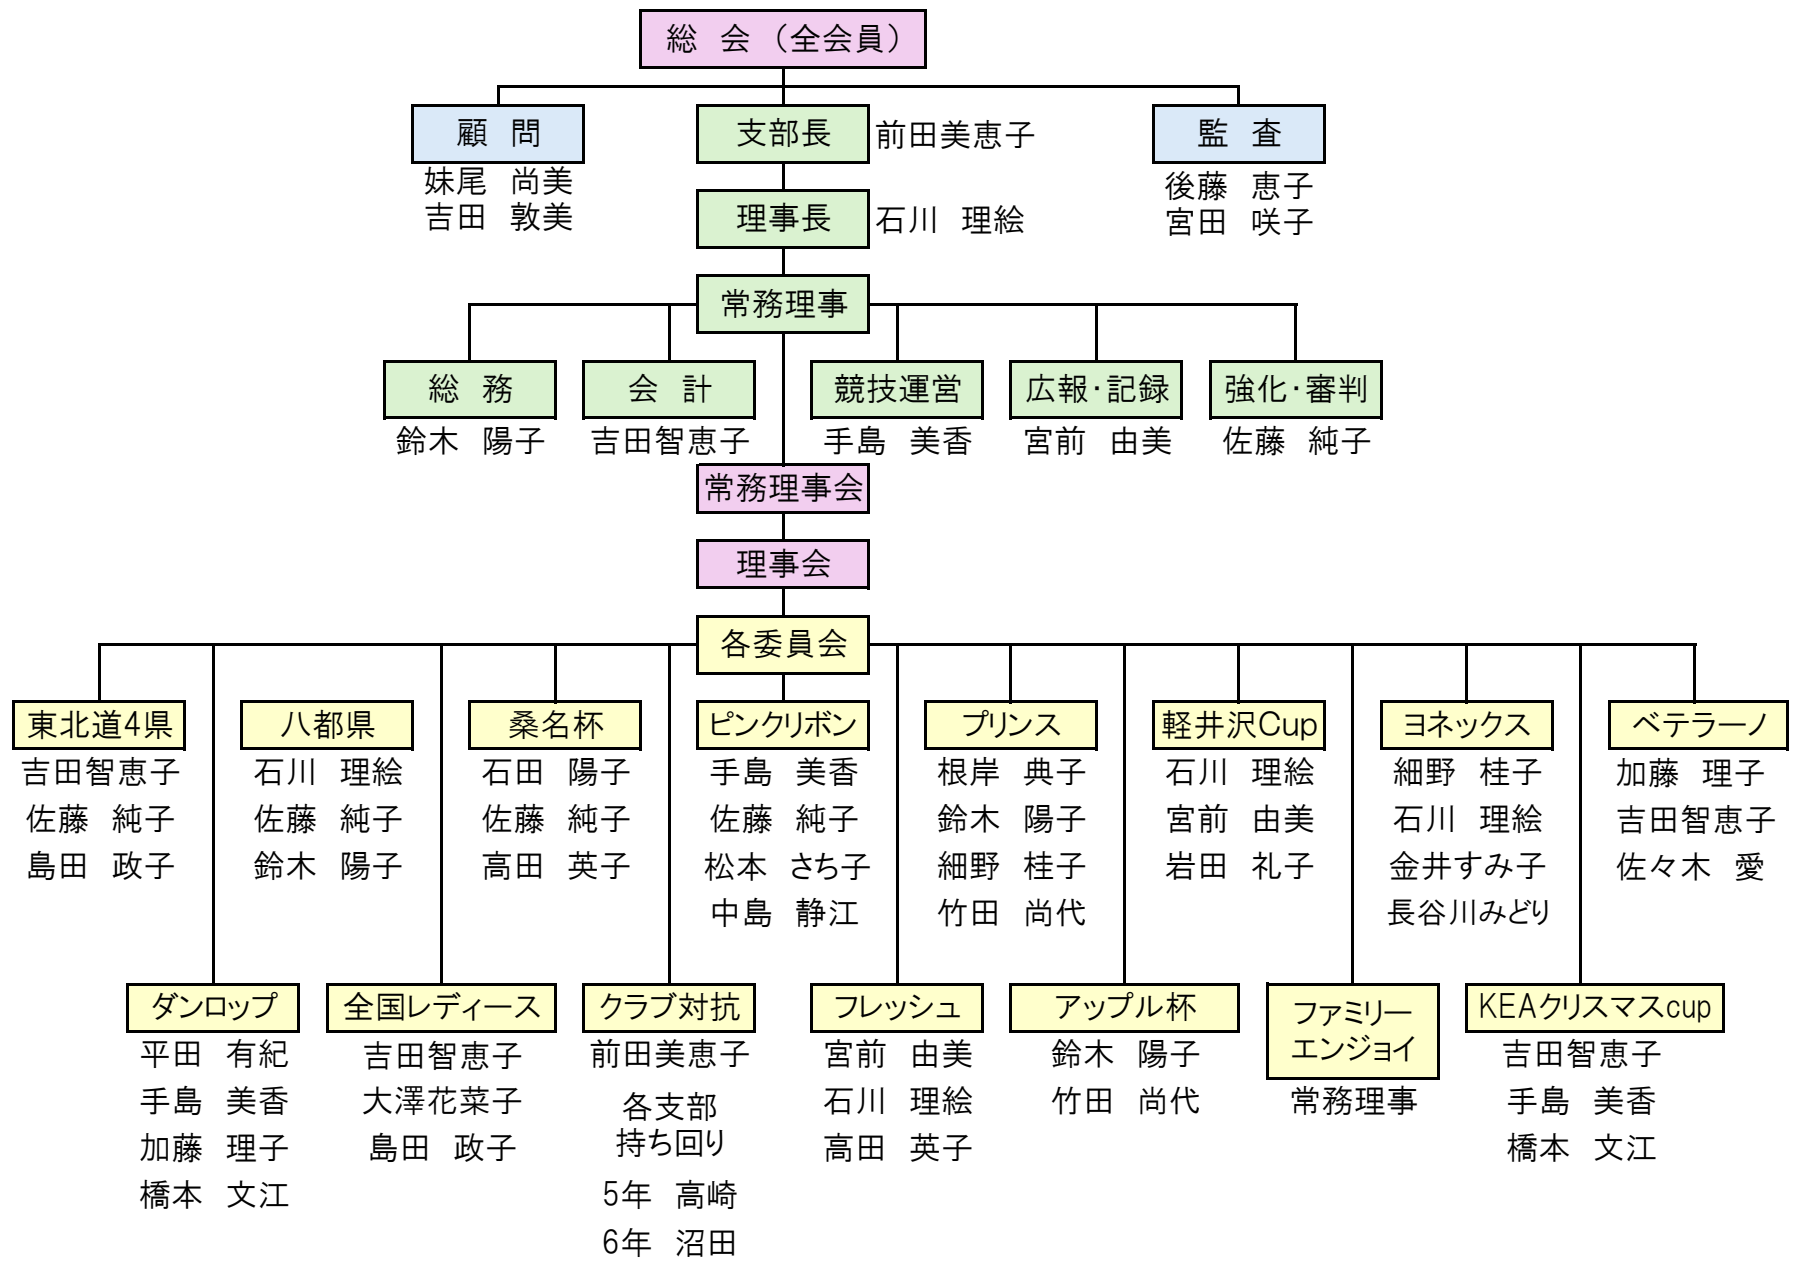 総　会（全会員）
顧　問
妹尾　尚美
吉田　敦美
支部長　前田美恵子
監　査
後藤　恵子
宮田　咲子
理事長　石川　理絵
常務理事
総　務
鈴木　陽子
会　計
吉田智恵子
競技運営
手島　美香
広報・記録
宮前　由美
強化・審判
佐藤　純子
常務理事会
理事会
各委員会
東北道4県
吉田智恵子
佐藤　純子
島田　政子
八都県
石川　理絵
佐藤　純子
鈴木　陽子
桑名杯
石田　陽子
佐藤　純子
高田　英子
ピンクリボン
手島　美香
佐藤　純子
松本　さち子
中島　静江
プリンス
根岸　典子
鈴木　陽子
細野　桂子
竹田　尚代
軽井沢Cup
石川　理絵
宮前　由美
岩田　礼子
ヨネックス
細野　桂子
石川　理絵
金井すみ子
長谷川みどり
ベテラーノ
加藤　理子
吉田智恵子
佐々木　愛
ダンロップ
平田　有紀
手島　美香
加藤　理子
橋本　文江
全国レディース
吉田智恵子
大澤花菜子
島田　政子
クラブ対抗
前田美恵子
各支部
持ち回り
5年　高崎
6年　沼田
フレッシュ
宮前　由美
石川　理絵
高田　英子
アップル杯
鈴木　陽子
竹田　尚代
ファミリー
エンジョイ
常務理事
KEAクリスマスcup
吉田智恵子
手島　美香
橋本　文江